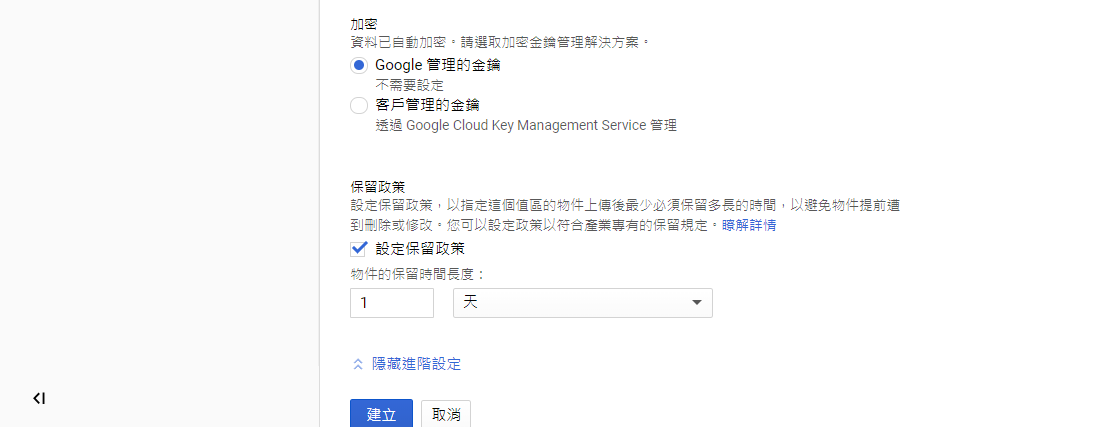 加密
資料已自動加密。請選取加密金鑰管理解決方案。
Google 管理的金鑰
不需要設定
客戶管理的金鑰
透過 Google Cloud Key Management Service 管理
保留政策
設定保留政策，以指定這個值區的物件上傳後最少必須保留多長的時間，以避免物件提前遭
到刪除或修改。您可以設定政策以符合產業專有的保留規定。瞭解詳情
設定保留政策
物件的保留時間長度：
1 天
隱藏進階設定
建立 取消